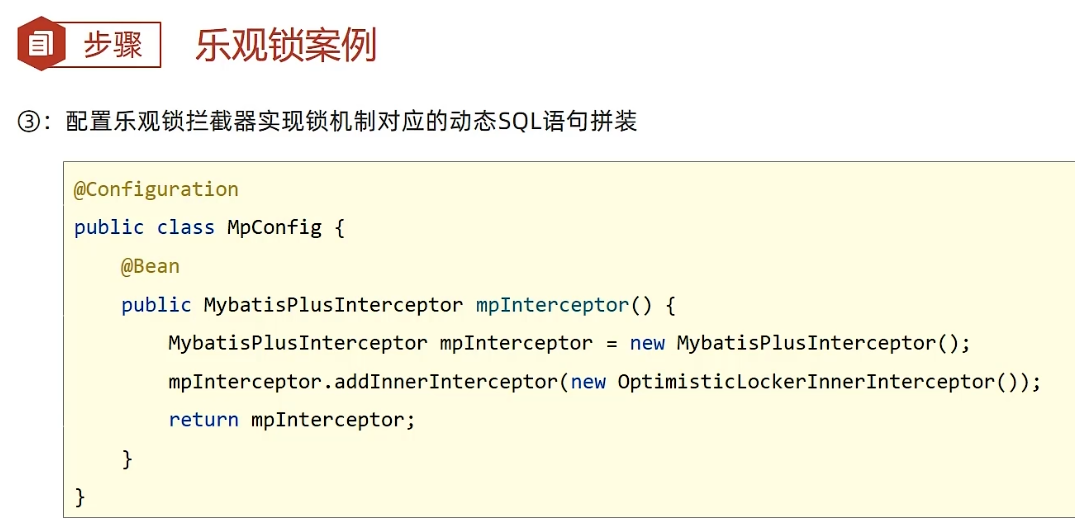 步骤 乐观锁案例
③：配置乐观锁拦截器实现锁机制对应的动态SQL语句拼装
@Configuration
public class MpConfig {
    @Bean
    public MybatisPlusInterceptor mpInterceptor() {
        MybatisPlusInterceptor mpInterceptor = new MybatisPlusInterceptor();
        mpInterceptor.addInnerInterceptor(new OptimisticLockerInnerInterceptor());
        return mpInterceptor;
    }
}